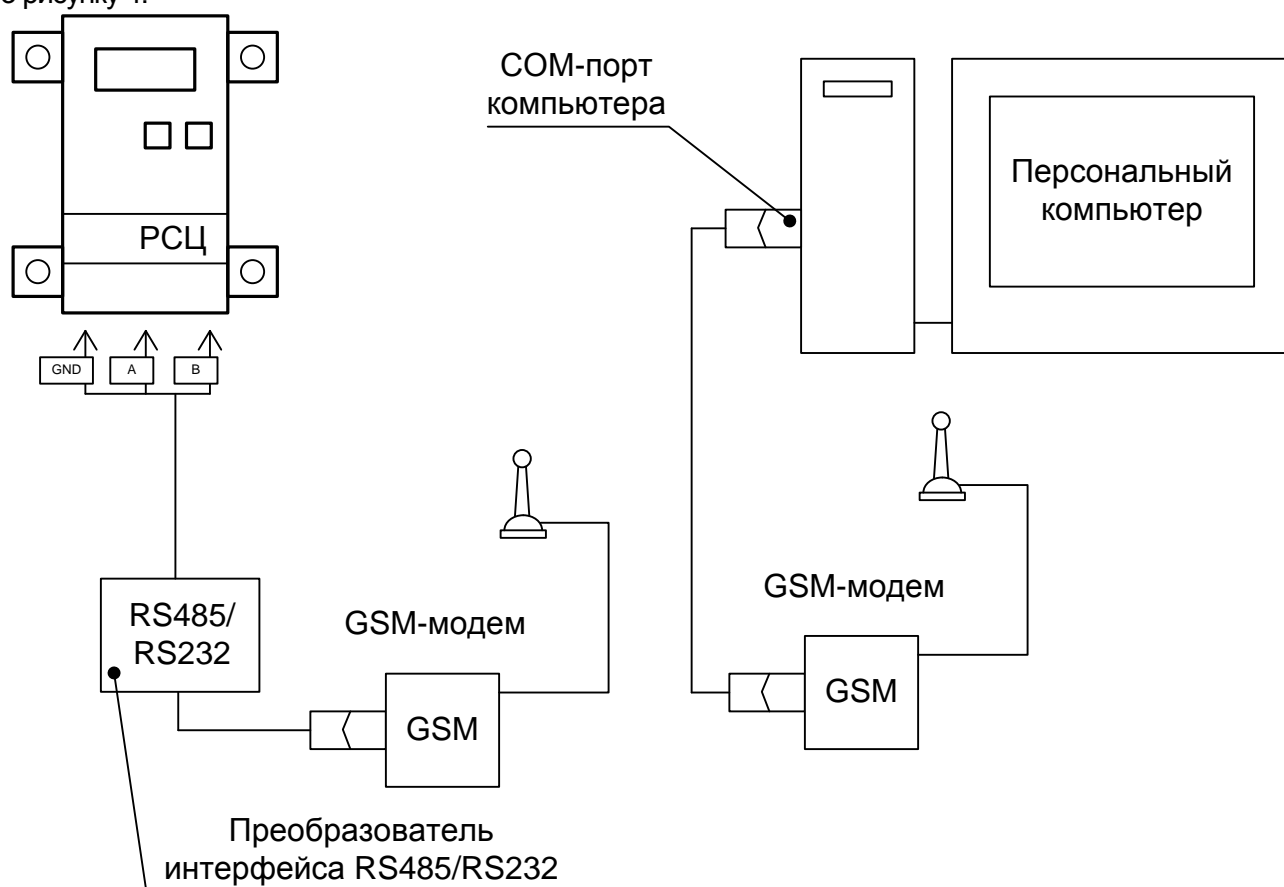 рисунку 4.
COM-порт
компьютера
Персональный
компьютер
РСЦ
GND
A
B
RS485/
RS232
GSM-модем
GSM
GSM-модем
GSM
Преобразователь
интерфейса RS485/RS232